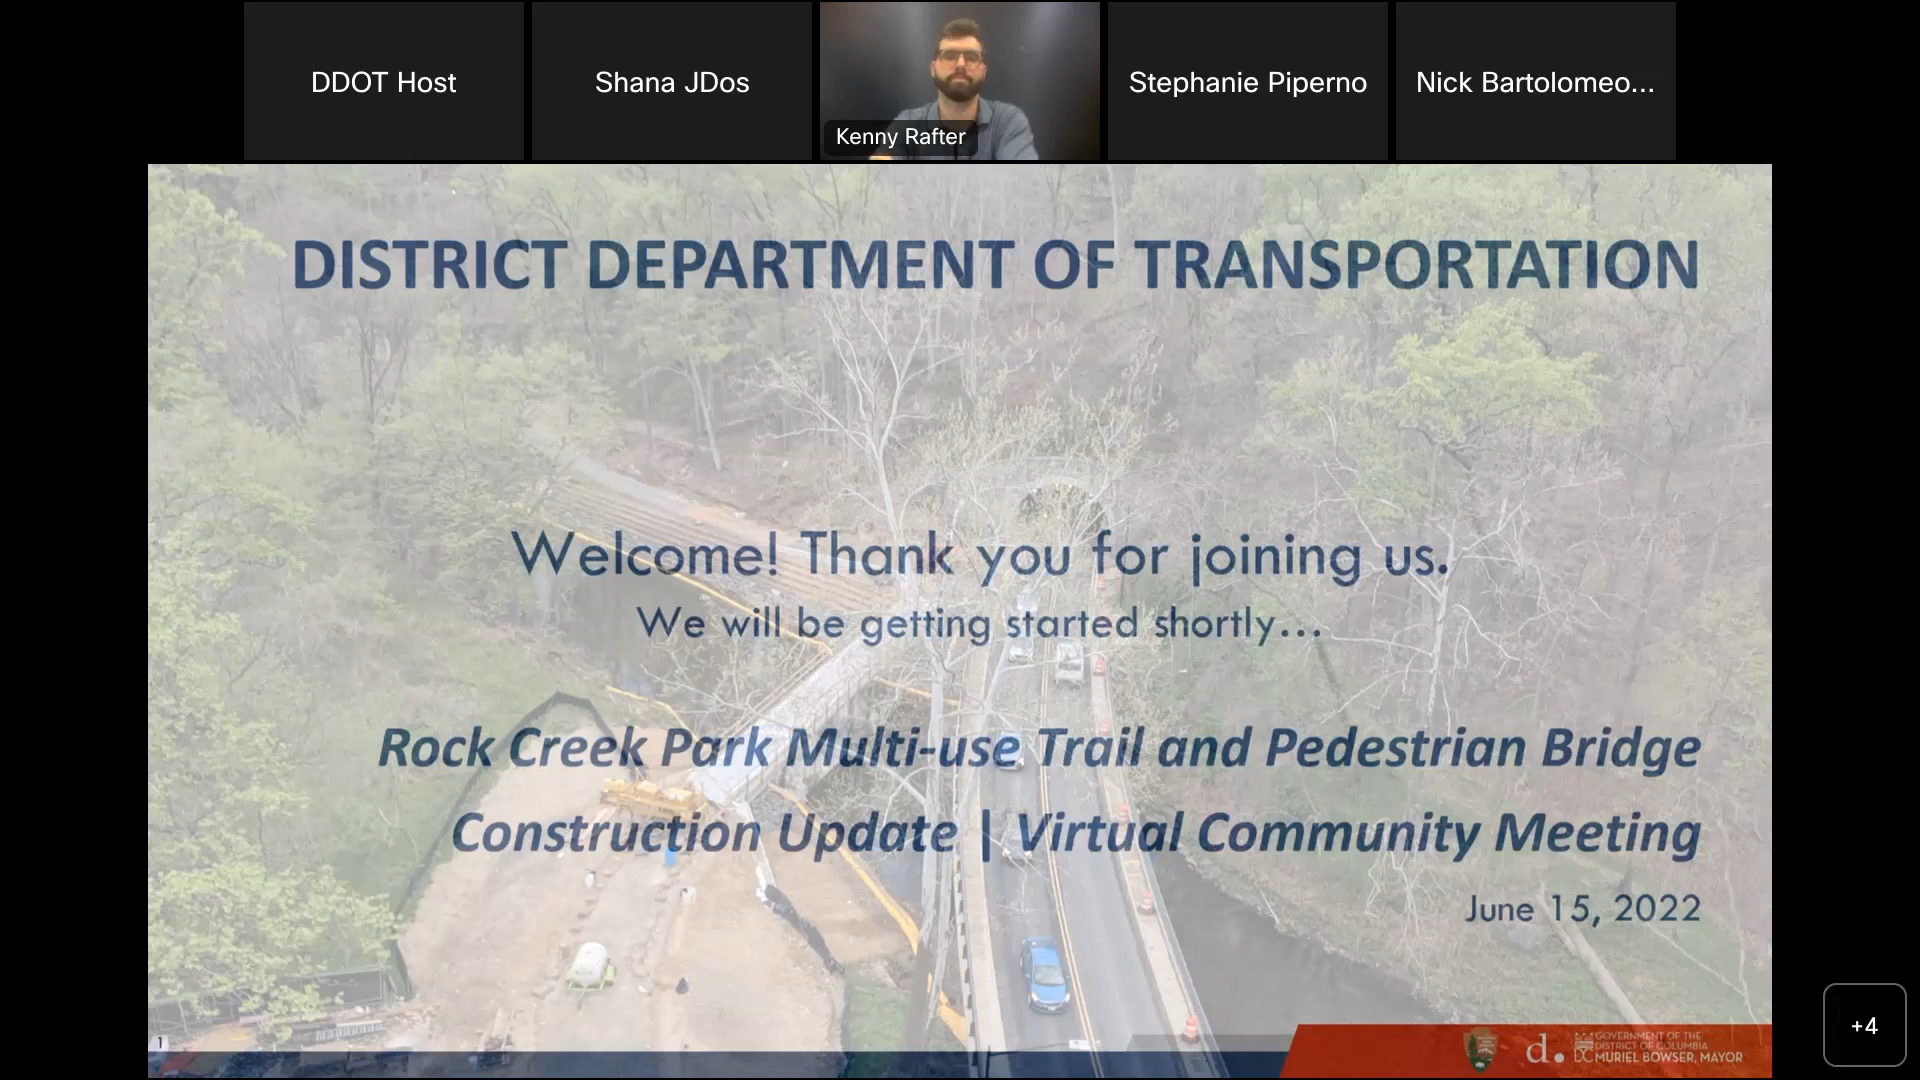 DDOT Host
Shana JDos
Kenny Rafter
Stephanie Piperno
Nick Bartolomeo...
DISTRICT DEPARTMENT OF TRANSPORTATION
Welcome! Thank you for joining us.
We will be getting started shortly...
Rock Creek Park Multi-use Trail and Pedestrian Bridge
Construction Update | Virtual Community Meeting
June 15, 2022
1
d.
GOVERNMENT OF THE
DISTRICT OF COLUMBIA
DC MURIEL BOWSER, MAYOR
+4